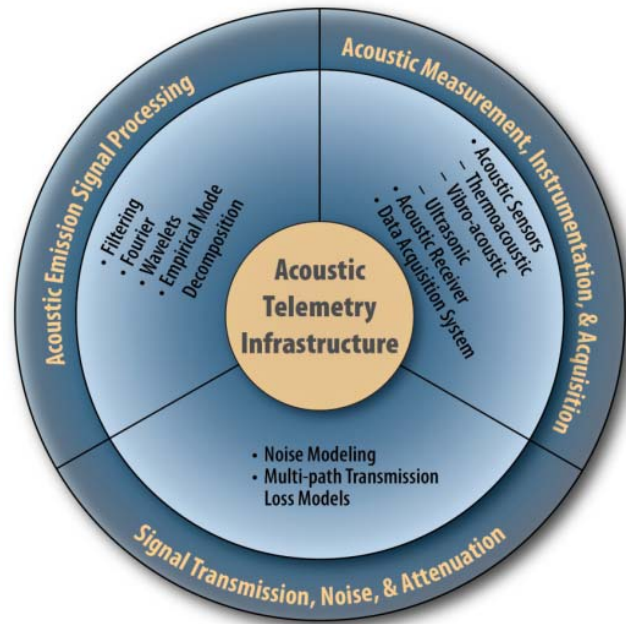 Acoustic Emission Signal Processing
• Filtering
• Fourier
• Wavelets
• Empirical Mode
Decomposition
Acoustic Measurement, Instrumentation, & Acquisition
• Acoustic Sensors
– Thermoacoustic
– Vibro-acoustic
– Ultrasonic
• Acoustic Receiver
• Data Acquisition System
Acoustic
Telemetry
Infrastructure
• Noise Modeling
• Multi-path Transmission
Loss Models
Signal Transmission, Noise, & Attenuation